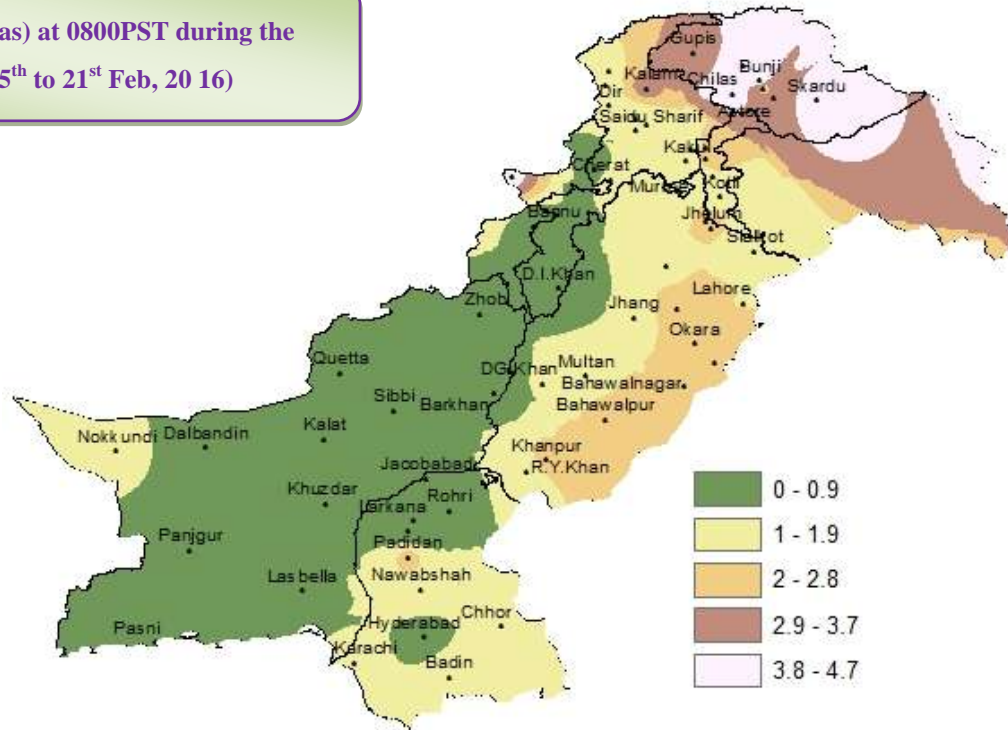 as) at 0800PST during the
5th to 21st Feb, 20 16)
Gupis
Kalam
Chilas
Bunji
Skardu
Dir
Astore
Saidu Sharif
Kakul
Cherat
Murree
Kotli
Bannu
Jhelum
Sialkot
D.I.Khan
Zhob
Jhang
Lahore
Okara
Quetta
DG Khan
Multan
Bahawalnagar
Sibbi
Barkhan
Bahawalpur
Nokkundi
Dalbandin
Kalat
Khanpur
Jacobabad
R.Y.Khan
Khuzdar
Rohri
Larkana
Panjgur
Padidan
Lasbella
Nawabshah
Chhor
Pasni
Hyderabad
Karachi
Badin
0 - 0.9
1 - 1.9
2 - 2.8
2.9 - 3.7
3.8 - 4.7